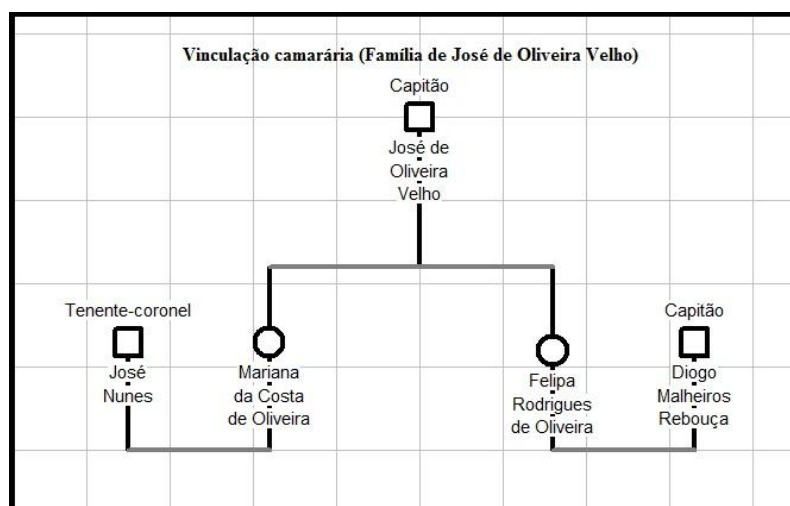 Vinculação camarária (Família de José de Oliveira Velho)
Capitão
José de
Oliveira
Velho
Tenente-coronel
José
Nunes
Mariana
da Costa
de Oliveira
Felipa
Rodrigues
de Oliveira
Capitão
Diogo
Malheiros
Rebouça